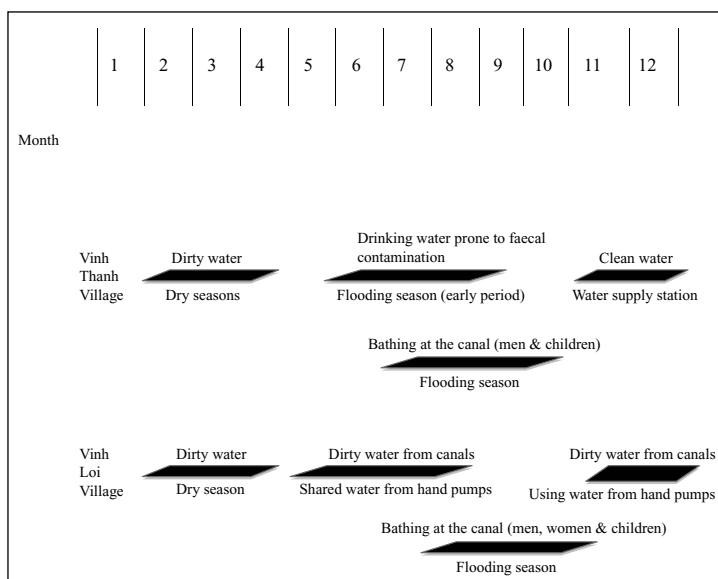 1 2 3 4 5 6 7 8 9 10 11 12
Month
Drinking water prone to faecal
Vinh Dirty water contamination Clean water
Thanh
Village Dry seasons Flooding season (early period) Water supply station
Bathing at the canal (men & children)
Flooding season
Vinh Dirty water Dirty water from canals Dirty water from canals
Loi
Village Dry season Shared water from hand pumps Using water from hand pumps
Bathing at the canal (men, women & children)
Flooding season